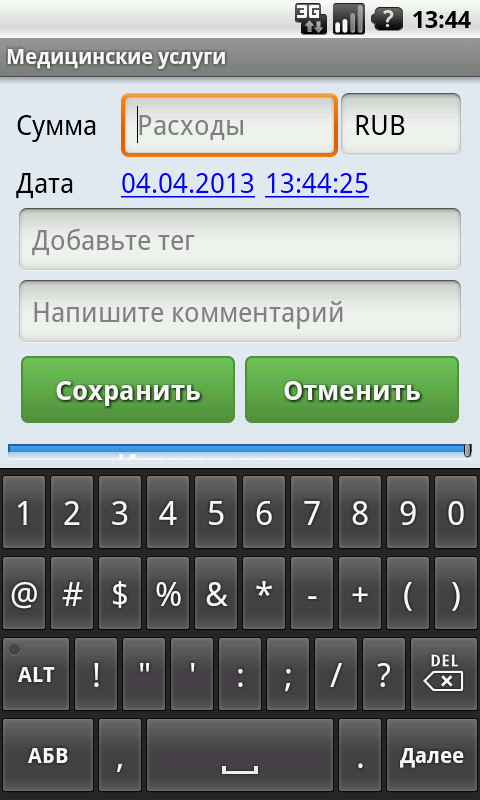 3G ? 13:44
Медицинские услуги
Сумма Расходы RUB
Дата 04.04.2013 13:44:25
Добавьте тег
Напишите комментарий
Сохранить Отменить
1 2 3 4 5 6 7 8 9 0
@ # $ % & * - + ( )
ALT ! " ' : ; / ? DEL
АБВ , . Далее